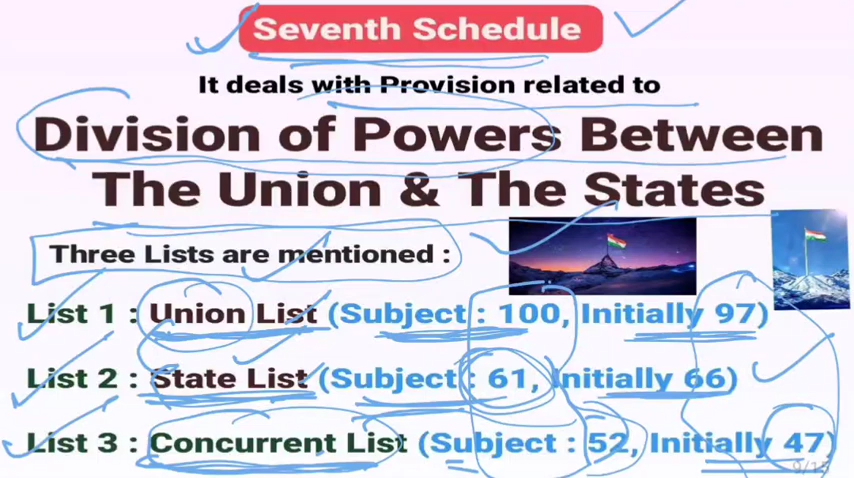 Seventh Schedule
It deals with Provision related to
Division of Powers Between
The Union & The States
Three Lists are mentioned :
List 1 : Union List (Subject : 100, Initially 97)
List 2 : State List (Subject : 61, Initially 66)
List 3 : Concurrent List (Subject : 52, Initially 47)
9/15